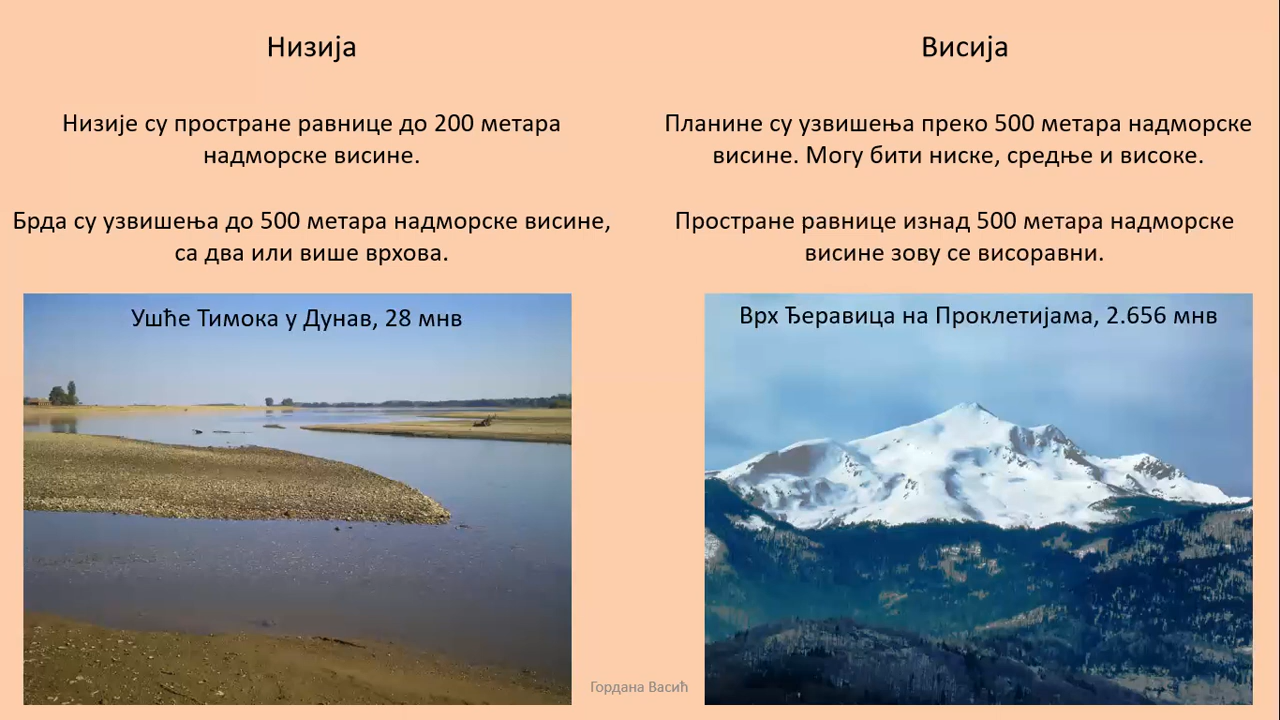 Низија
Низије су простране равнице до 200 метара
надморске висине.
Брда су узвишења до 500 метара надморске висине,
са два или више врхова.
Ушће Тимока у Дунав, 28 мнв
Висија
Планине су узвишења преко 500 метара надморске
висине. Могу бити ниске, средње и високе.
Простране равнице изнад 500 метара надморске
висине зову се висоравни.
Врх Ђеравица на Проклетијама, 2.656 мнв
Гордана Васић